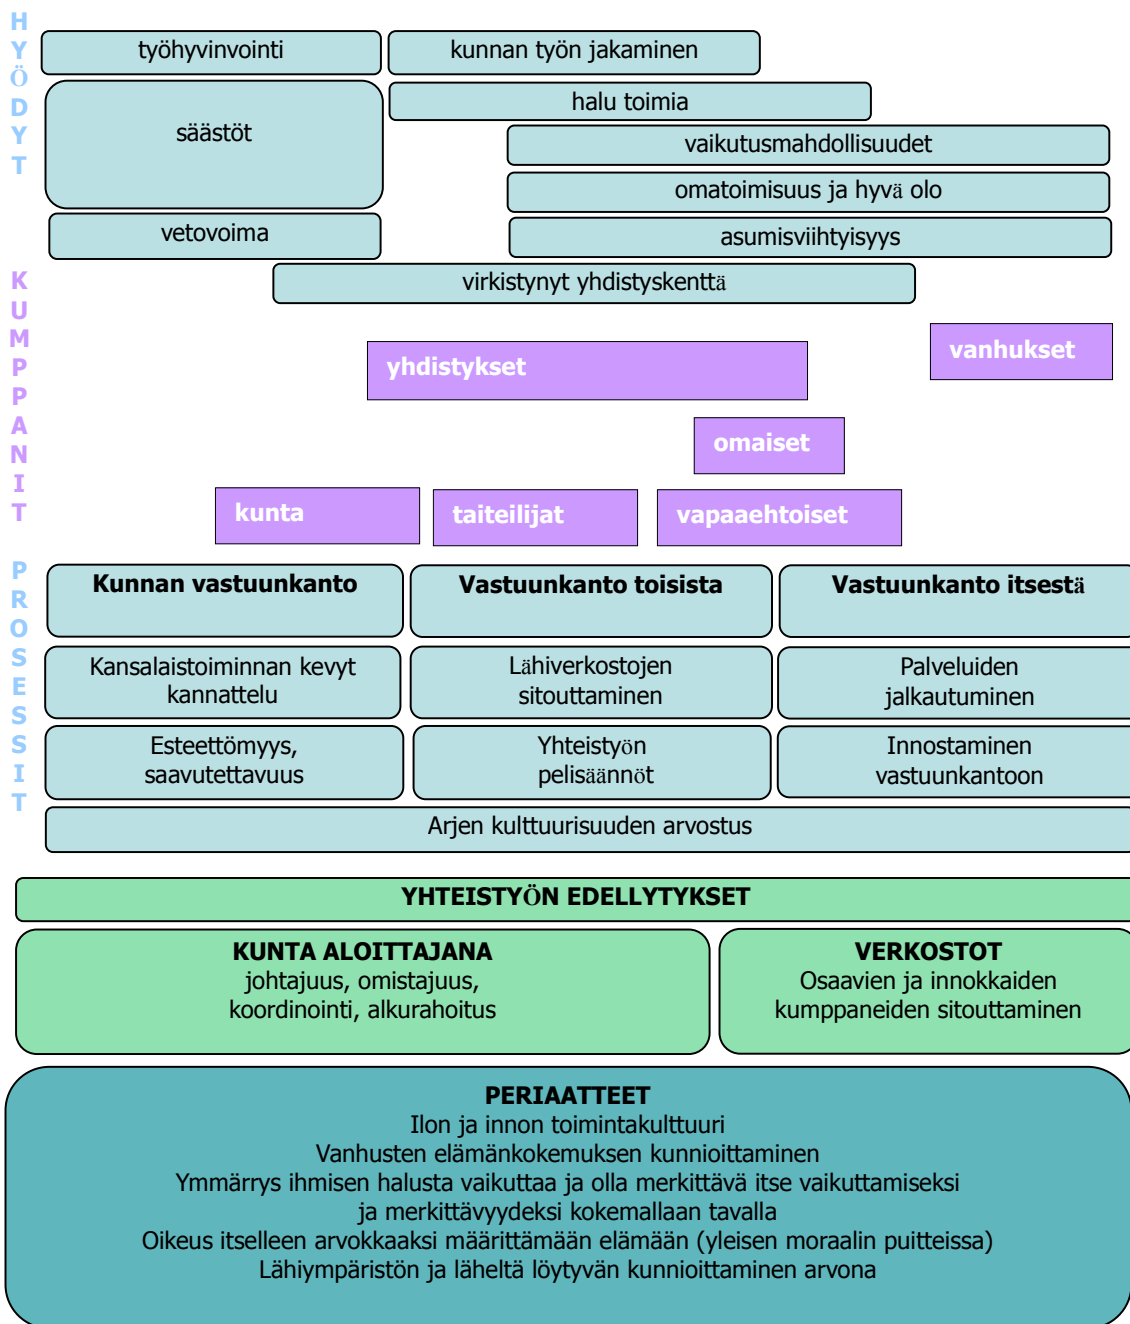 HYÖDYT
työhyvinvointi
kunnan työn jakaminen
halu toimia
säästöt
vaikutusmahdollisuudet
omatoimisuus ja hyvä olo
vetovoima
asumisviihtyisyys
virkistynyt yhdistyskenttä
KUMPPANIT
vanhukset
yhdistykset
omaiset
kunta
taiteilijat
vapaaehtoiset
PROSESSIT
Kunnan vastuunkanto
Vastuunkanto toisista
Vastuunkanto itsestä
Kansalaistoiminnan kevyt
kannattelu
Lähiverkostojen
sitouttaminen
Palveluiden
jalkautuminen
Esteettömyys,
saavutettavuus
Yhteistyön
pelisäännöt
Innostaminen
vastuunkantoon
Arjen kulttuurisuuden arvostus
YHTEISTYÖN EDELLYTYKSET
KUNTA ALOITTAJANA
johtajuus, omistajuus,
koordinointi, alkurahoitus
VERKOSTOT
Osaavien ja innokkaiden
kumppaneiden sitouttaminen
PERIAATTEET
Ilon ja innon toimintakulttuuri
Vanhusten elämänkokemuksen kunnioittaminen
Ymmärrys ihmisen halusta vaikuttaa ja olla merkittävä itse vaikuttamiseksi
ja merkittävyydeksi kokemallaan tavalla
Oikeus itselleen arvokkaaksi määrittämään elämään (yleisen moraalin puitteissa)
Lähiympäristön ja läheltä löytyvän kunnioittaminen arvona